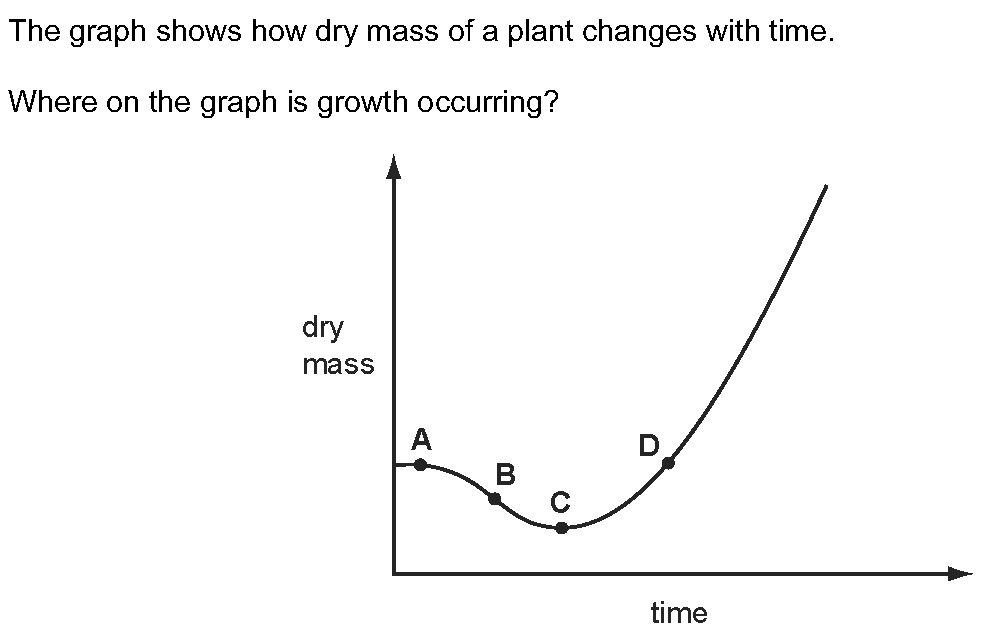 The graph shows how dry mass of a plant changes with time.
Where on the graph is growth occurring?
dry
mass
A
B
C
D
time